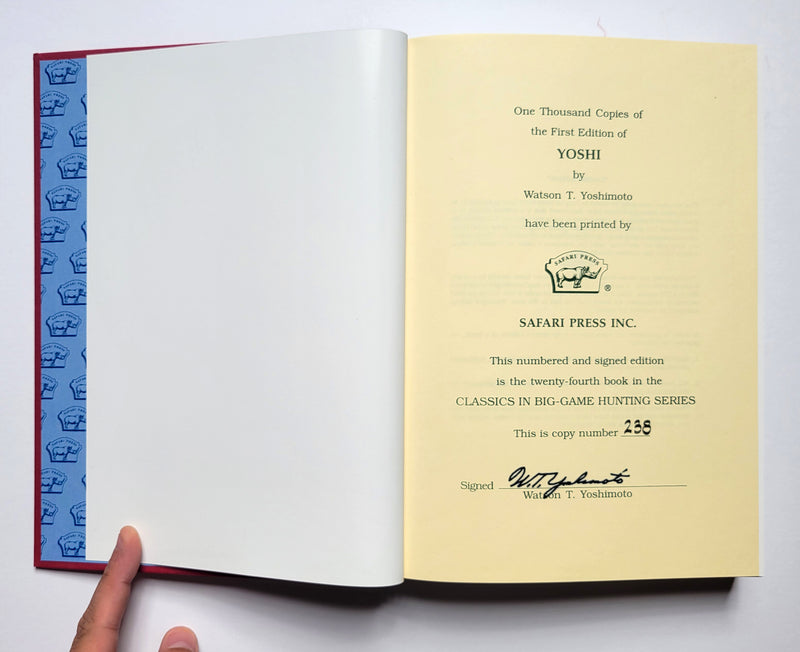 One Thousand Copies of
the First Edition of
YOSHI
by
Watson T. Yoshimoto
have been printed by
SAFARI PRESS
®
SAFARI PRESS INC.
This numbered and signed edition
is the twenty-fourth book in the
CLASSICS IN BIG-GAME HUNTING SERIES
This is copy number 238
Signed W.T. Yoshimoto
Watson T. Yoshimoto